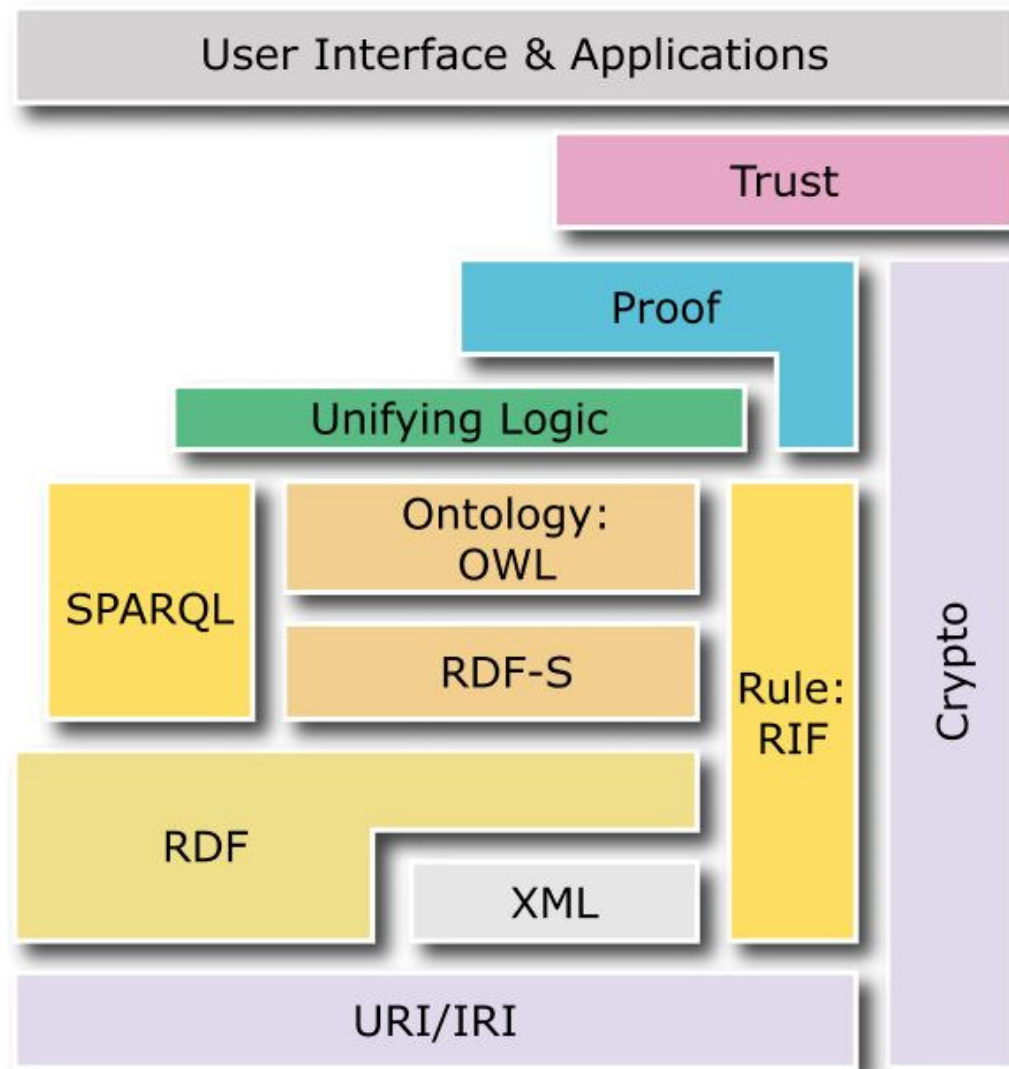 User Interface & Applications
Trust
Proof
Unifying Logic
Ontology:
OWL
SPARQL
RDF-S
Rule:
RIF
Crypto
RDF
XML
URI/IRI